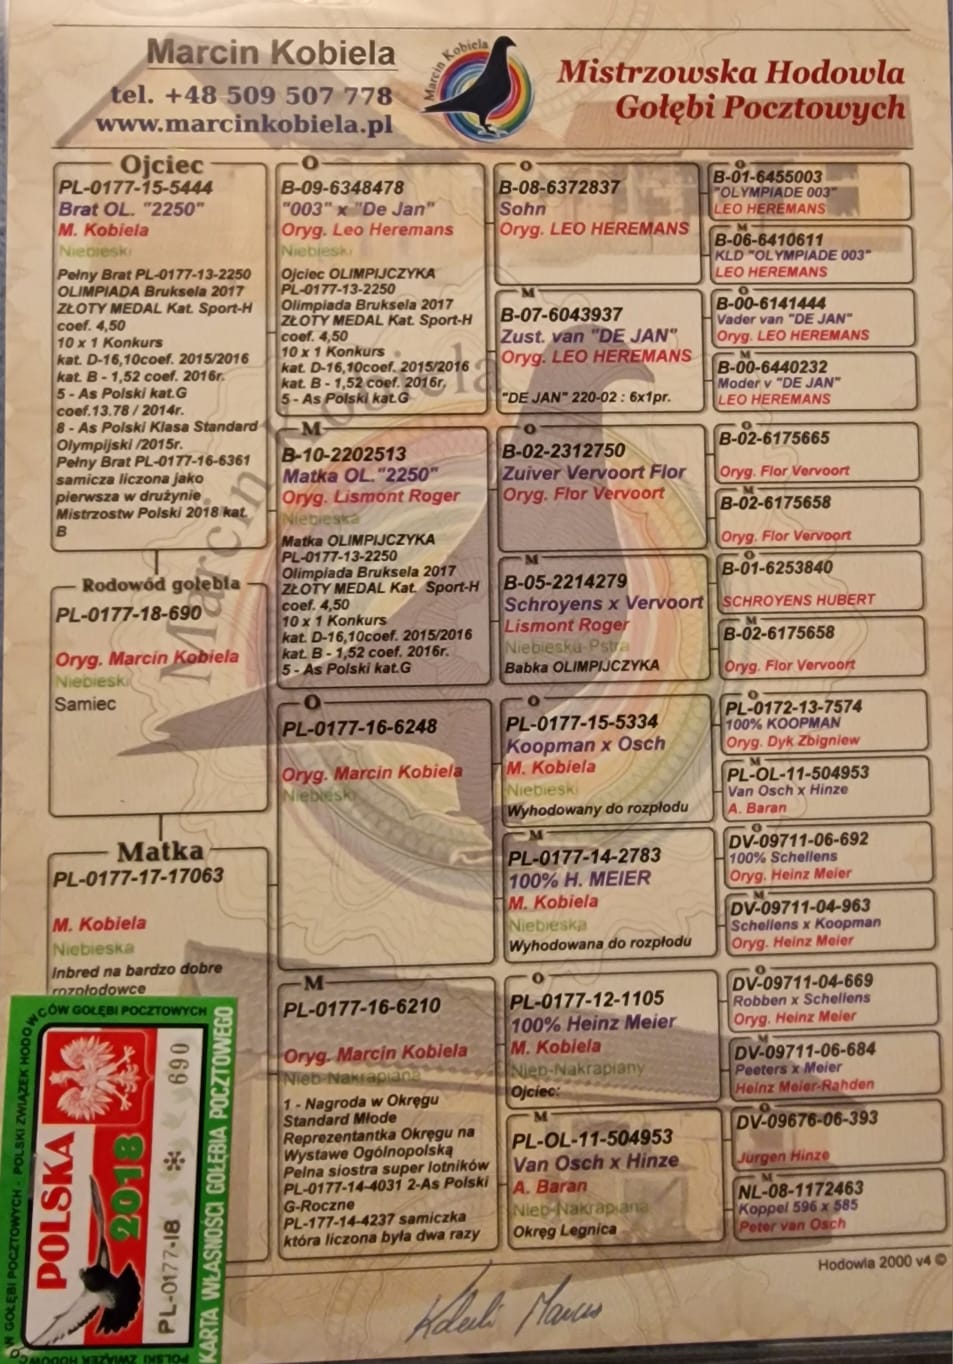 Marcin Kobiela
tel. +48 509 507 778
www.marcinkobiela.pl
Marcin Kobiela
Mistrzowska Hodowla
Gołębi Pocztowych
Ojciec
PL-0177-15-5444
Brat OL. "2250"
M. Kobiela
Niebieski
Pełny Brat PL-0177-13-2250
OLIMPIADA Bruksela 2017
ZŁOTY MEDAL Kat. Sport-H
coef. 4,50
10 x 1 Konkurs
kat. D-16,10coef. 2015/2016
kat. B - 1,52 coef. 2016r.
5 - As Polski kat.G
coef.13.78 / 2014r.
8 - As Polski Klasa Standard
Olympijski /2015r.
Pełny Brat PL-0177-16-6361
samicza liczona jako
pierwsza w drużynie
Mistrzostw Polski 2018 kat.
B
Rodowód gołębia
PL-0177-18-690
Oryg. Marcin Kobiela
Niebieski
Samiec
Matka
PL-0177-17-17063
M. Kobiela
Niebieska
Inbred na bardzo dobre
rozpłodowce
O
B-09-6348478
"003" x "De Jan"
Oryg. Leo Heremans
Niebieski
Ojciec OLIMPIJCZYKA
PL-0177-13-2250
Olimpiada Bruksela 2017
ZŁOTY MEDAL Kat. Sport-H
coef. 4,50
10 x 1 Konkurs
kat. D-16,10coef. 2015/2016
kat. B - 1,52 coef. 2016r,
5 - As Polski kat.G
M
B-10-2202513
Matka OL."2250"
Oryg. Lismont Roger
Niebieska
Matka OLIMPIJCZYKA
PL-0177-13-2250
Olimpiada Bruksela 2017
ZŁOTY MEDAL Kat. Sport-H
coef. 4,50
10 x 1 Konkurs
kat. D-16,10coef. 2015/2016
kat. B - 1,52 coef. 2016r.
5 - As Polski kat.G
O
PL-0177-16-6248
Oryg. Marcin Kobiela
Niebieski
M
PL-0177-16-6210
Oryg. Marcin Kobiela
Nieb-Nakrapiana
1 - Nagroda w Okręgu
Standard Młode
Reprezentantka Okręgu na
Wystawe Ogólnopolską
Pełna siostra super lotników
PL-0177-14-4031 2-As Polski
G-Roczne
PL-177-14-4237 samiczka
która liczona była dwa razy
O
B-08-6372837
Sohn
Oryg. LEO HEREMANS
M
B-07-6043937
Zust. van "DE JAN"
Oryg. LEO HEREMANS
"DE JAN" 220-02 : 6x1pr.
O
B-02-2312750
Zuiver Vervoort Flor
Oryg. Flor Vervoort
M
B-05-2214279
Schroyens x Vervoort
Lismont Roger
Niebiesku-Pstra
Babka OLIMPIJCZYKA
O
PL-0177-15-5334
Koopman x Osch
M. Kobiela
Niebieski
Wyhodowany do rozpłodu
M
PL-0177-14-2783
100% H. MEIER
M. Kobiela
Niebieska
Wyhodowana do rozpłodu
O
PL-0177-12-1105
100% Heinz Meier
M. Kobiela
Nieb-Nakrapiany
Ojciec:
M
PL-OL-11-504953
Van Osch x Hinze
A. Baran
Nieb-Nakrapiana
Okręg Legnica
O
B-01-6455003
"OLYMPIADE 003"
LEO HEREMANS
M
B-06-6410611
KLD "OLYMPIADE 003"
LEO HEREMANS
O
B-00-6141444
Vader van "DE JAN"
Oryg. LEO HEREMANS
M
B-00-6440232
Moder v "DE JAN"
LEO HEREMANS
O
B-02-6175665
Oryg. Flor Vervoort
M
B-02-6175658
Oryg. Flor Vervoort
O
B-01-6253840
SCHROYENS HUBERT
M
B-02-6175658
Oryg. Flor Vervoort
O
PL-0172-13-7574
100% KOOPMAN
Oryg. Dyk Zbigniew
M
PL-OL-11-504953
Van Osch x Hinze
A. Baran
O
DV-09711-06-692
100% Schellens
Oryg. Heinz Meier
M
DV-09711-04-963
Schellens x Koopman
Oryg. Heinz Meier
O
DV-09711-04-669
Robben x Schellens
Oryg. Heinz Meier
M
DV-09711-06-684
Peeters x Meier
Heinz Meier-Rahden
O
DV-09676-06-393
Jurgen Hinze
M
NL-08-1172463
Koppel 596 x 585
Peter van Osch
Marcin Kobiela
POLSKI ZWIĄZEK HODOWCÓW GOŁĘBI POCZTOWYCH
POLSKA
2018
PL-0177-18 * 690
KARTA WŁASNOŚCI GOŁĘBIA POCZTOWEGO
Hodowla 2000 v4 ©